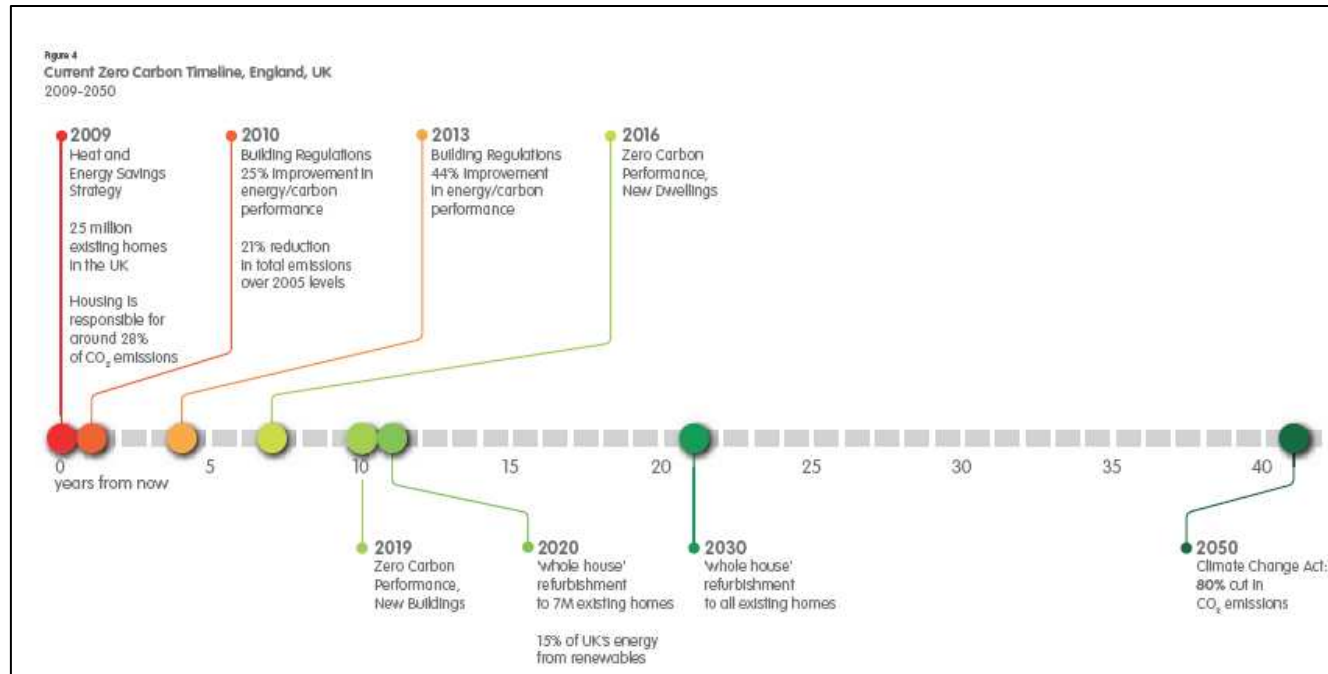 Figure 4
Current Zero Carbon Timeline, England, UK
2009-2050
2009
Heat and
Energy Savings
Strategy
25 million
existing homes
in the UK
Housing is
responsible for
around 28%
of CO₂ emissions
2010
Building Regulations
25% improvement in
energy/carbon
performance
21% reduction
in total emissions
over 2005 levels
2013
Building Regulations
44% improvement
in energy/carbon
performance
2016
Zero Carbon
Performance,
New Dwellings
0 5 10 15 20 25 30 35 40
years from now
2019
Zero Carbon
Performance,
New Buildings
2020
'whole house'
refurbishment
to 7M existing homes
15% of UK's energy
from renewables
2030
'whole house'
refurbishment
to all existing homes
2050
Climate Change Act:
80% cut in
CO₂ emissions